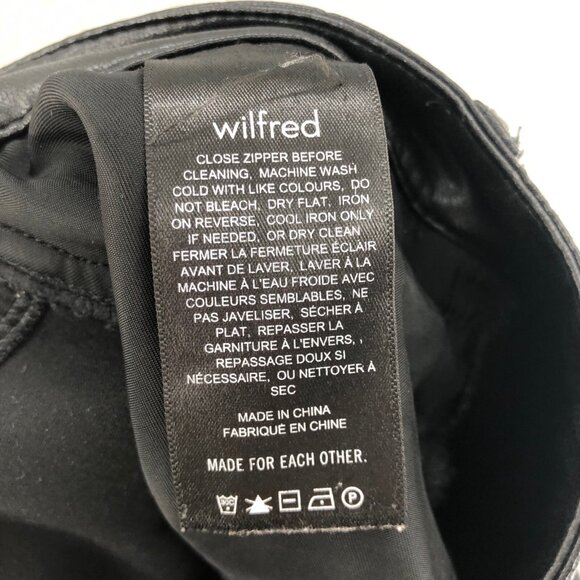 wilfred
CLOSE ZIPPER BEFORE
CLEANING, MACHINE WASH
COLD WITH LIKE COLOURS, DO
NOT BLEACH, DRY FLAT, IRON
ON REVERSE, COOL IRON ONLY
IF NEEDED, OR DRY CLEAN
FERMER LA FERMETURE ÉCLAIR
AVANT DE LAVER, LAVER À LA
MACHINE À L'EAU FROIDE AVEC
COULEURS SEMBLABLES, NE
PAS JAVELISER, SÉCHER À
PLAT, REPASSER LA
GARNITURE À L'ENVERS, ,
REPASSAGE DOUX SI
NÉCESSAIRE, OU NETTOYER À
SEC
MADE IN CHINA
FABRIQUÉ EN CHINE
MADE FOR EACH OTHER.
30C P